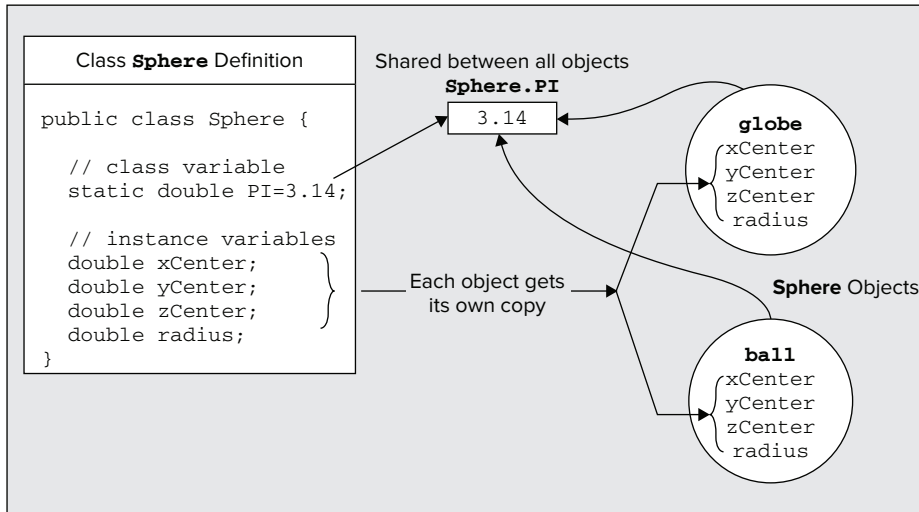 Class Sphere Definition
public class Sphere {
// class variable
static double PI=3.14;
// instance variables
double xCenter;
double yCenter;
double zCenter;
double radius;
}
Shared between all objects
Sphere.PI
3.14
Each object gets
its own copy
globe
xCenter
yCenter
zCenter
radius
Sphere Objects
ball
xCenter
yCenter
zCenter
radius